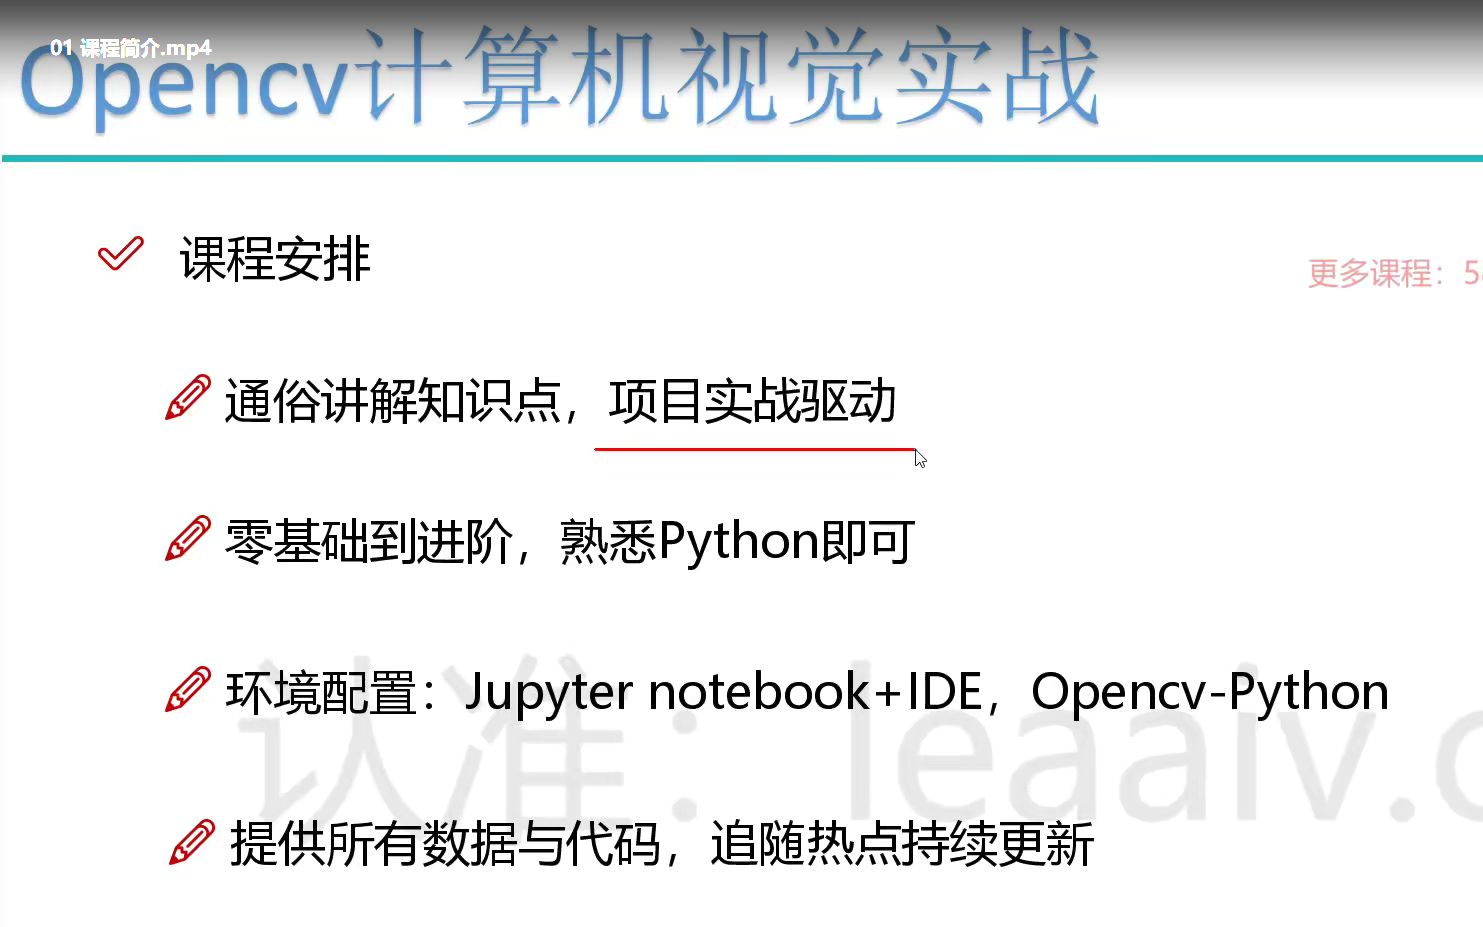 01 课程简介.mp4
Opencv计算机视觉实战
课程安排
更多课程：
通俗讲解知识点，项目实战驱动
零基础到进阶，熟悉Python即可
环境配置：Jupyter notebook+IDE，Opencv-Python
认准：leaaiv.
提供所有数据与代码，追随热点持续更新